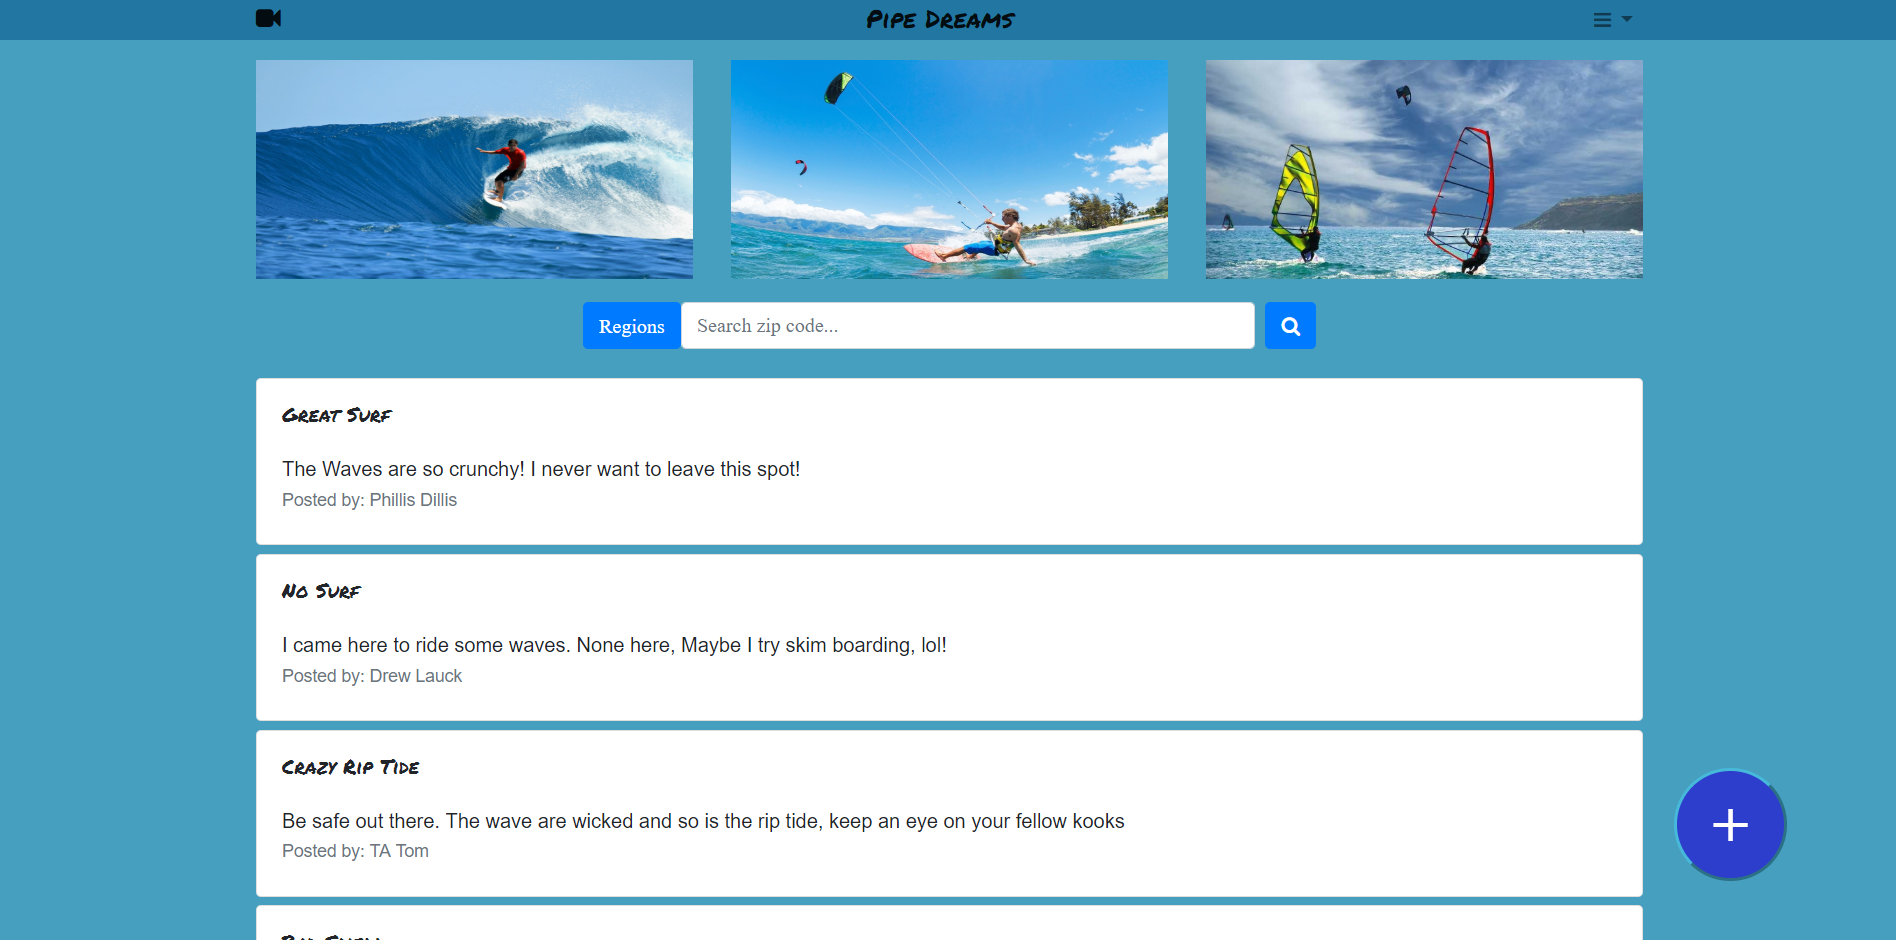 Pipe Dreams
Regions
Search zip code...
Great Surf
The Waves are so crunchy! I never want to leave this spot!
Posted by: Phillis Dillis
No Surf
I came here to ride some waves. None here, Maybe I try skim boarding, lol!
Posted by: Drew Lauck
Crazy Rip Tide
Be safe out there. The wave are wicked and so is the rip tide, keep an eye on your fellow kooks
Posted by: TA Tom